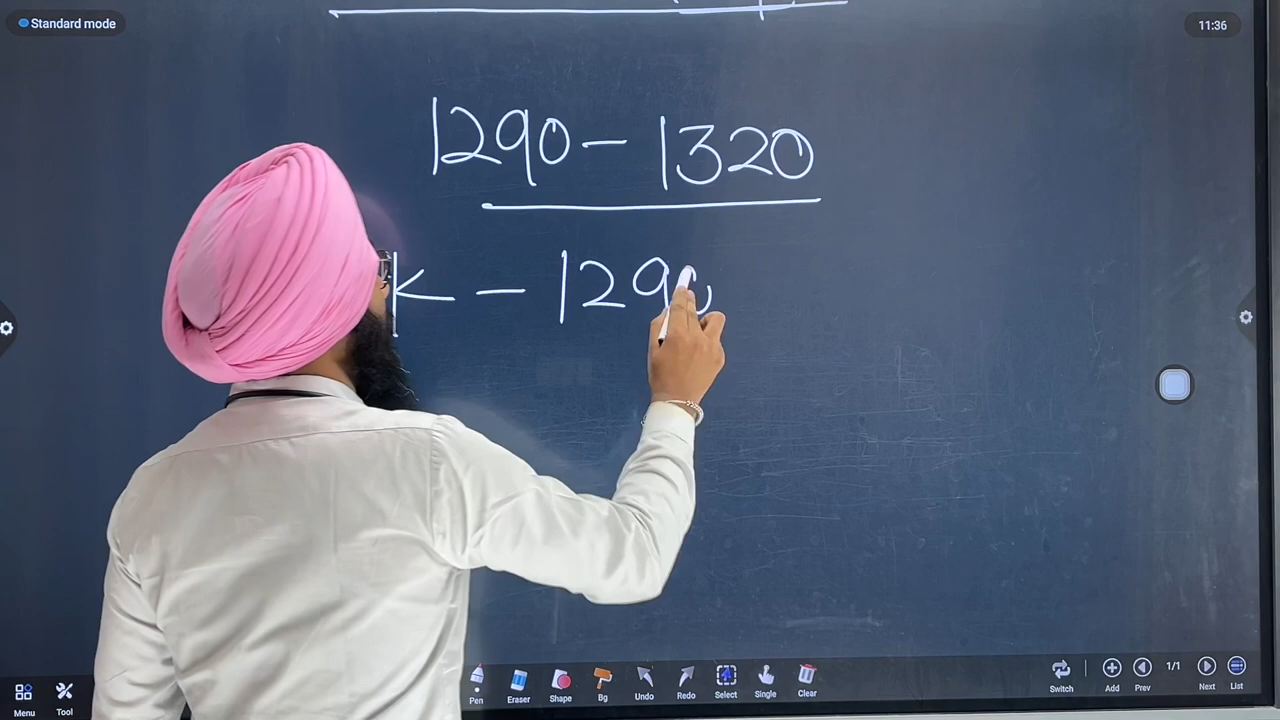 Standard mode
11:36
1290 - 1320
k - 1290
Menu Tool Pen Eraser Shape Bg Undo Redo Select Single Clear Switch Add Prev 1/1 Next List